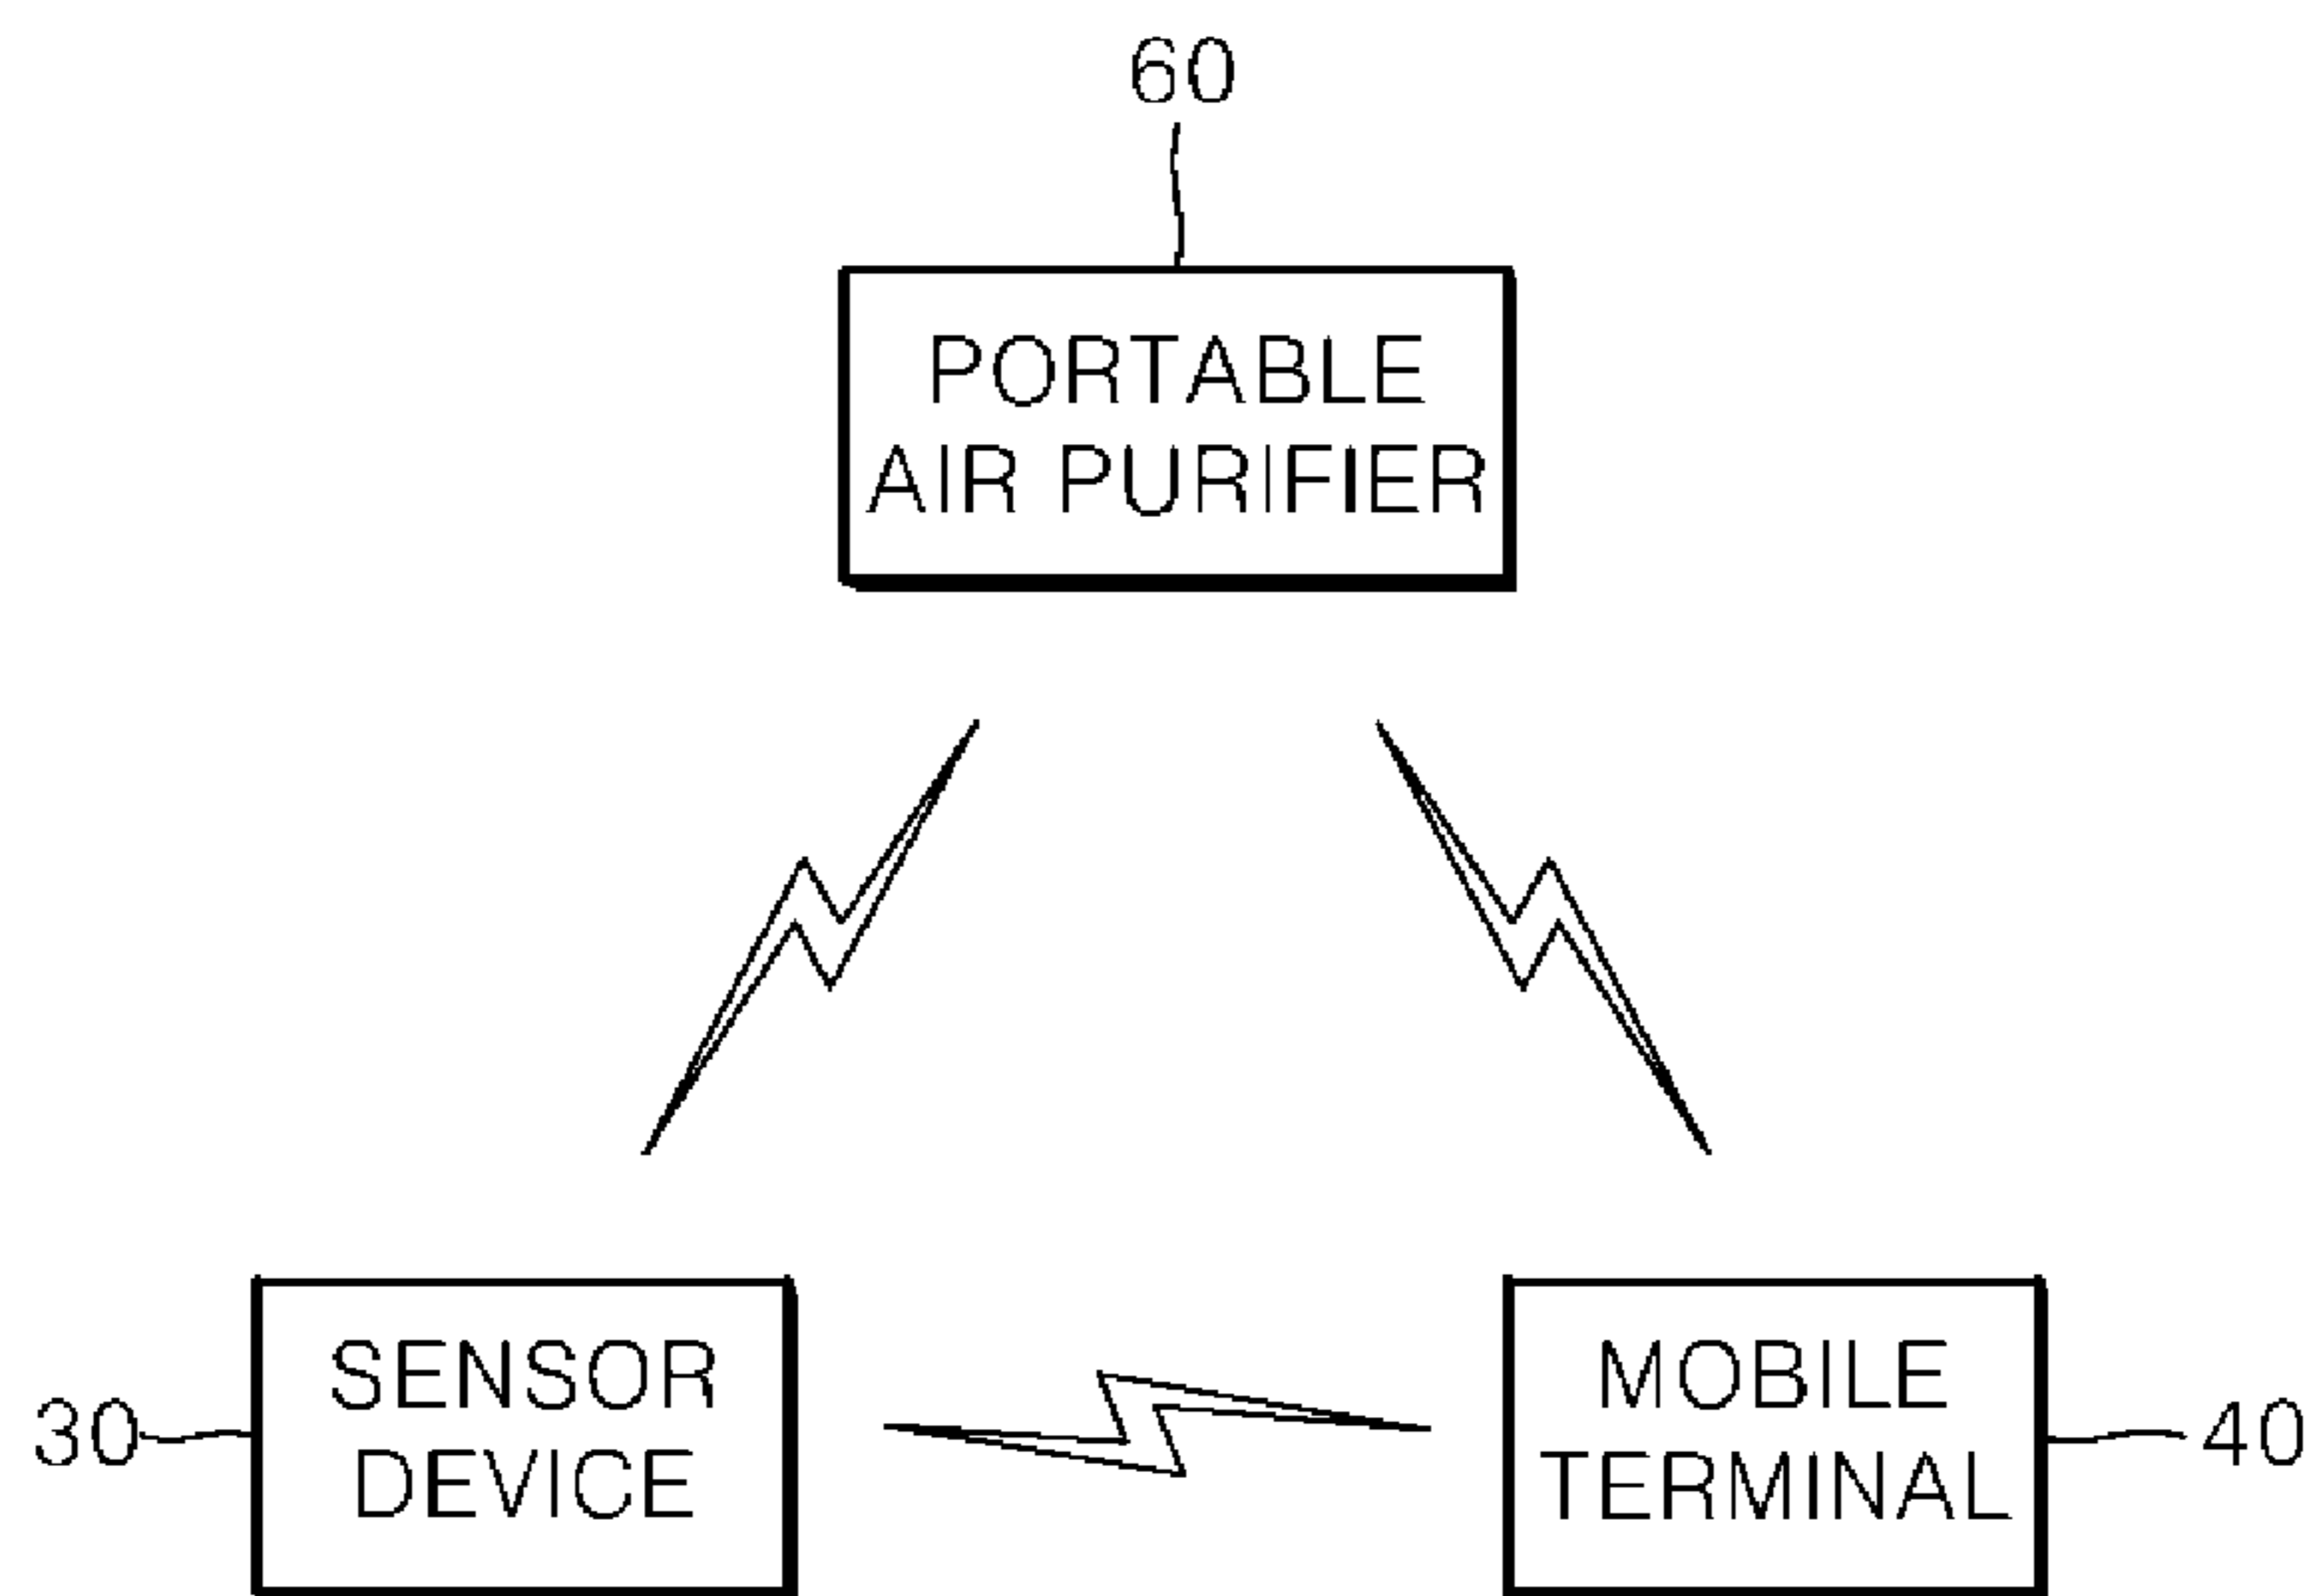 60
PORTABLE
AIR PURIFIER
SENSOR
DEVICE
30
MOBILE
TERMINAL
40